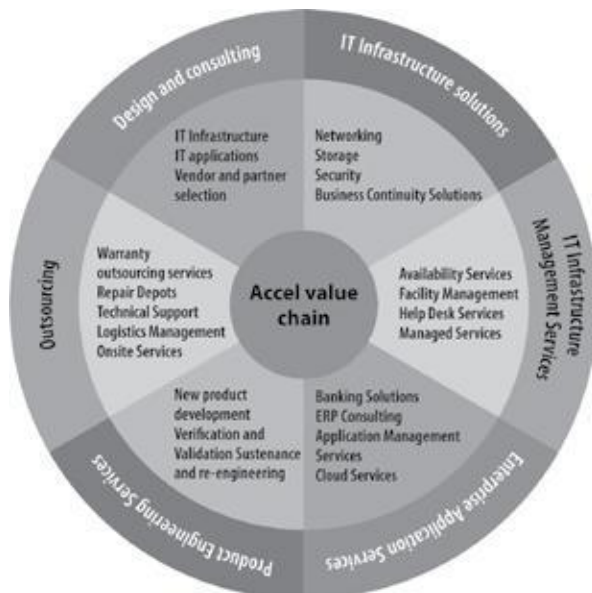 Design and consulting
IT Infrastructure
IT applications
Vendor and partner
selection
IT Infrastructure solutions
Networking
Storage
Security
Business Continuity Solutions
IT Infrastructure
Management Services
Availability Services
Facility Management
Help Desk Services
Managed Services
Enterprise Application Services
Banking Solutions
ERP Consulting
Application Management
Services
Cloud Services
Product Engineering Services
New product
development
Verification and
Validation Sustenance
and re-engineering
Outsourcing
Warranty
outsourcing services
Repair Depots
Technical Support
Logistics Management
Onsite Services
Accel value
chain